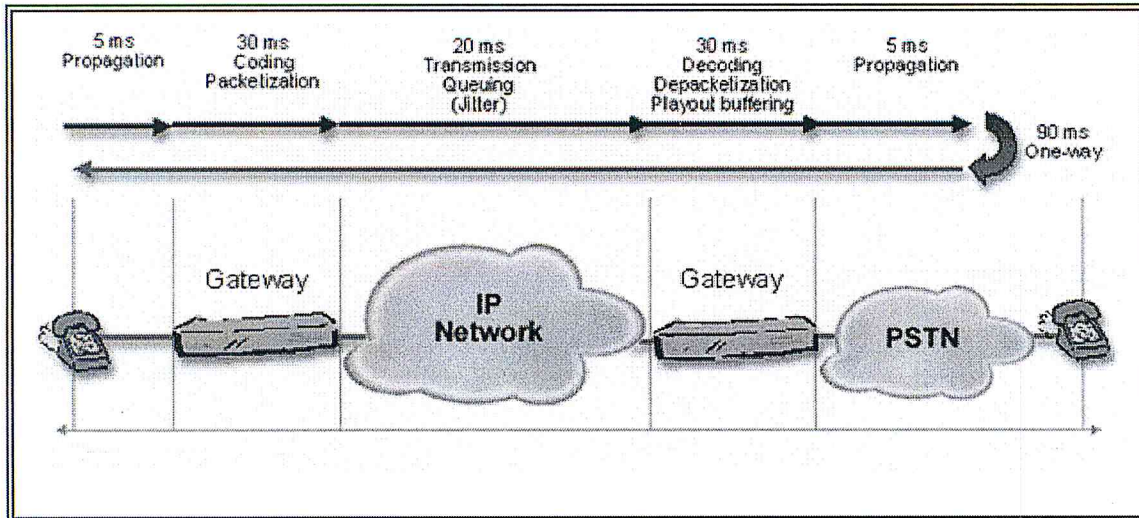 5 ms
Propagation
30 ms
Coding
Packetization
20 ms
Transmission
Queuing
(Jitter)
30 ms
Decoding
Depacketization
Playout buffering
5 ms
Propagation
90 ms
One-way
Gateway
IP
Network
Gateway
PSTN